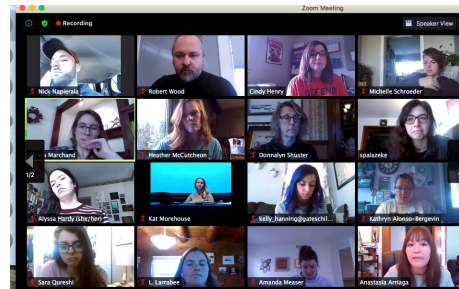 Zoom Meeting
Recording
Speaker View
Nick Napierala
Robert Wood
Cindy Henry
Michelle Schroeder
Marchand
Heather McCutcheon
Donnalyn Shuster
spalazeke
1/2
Alyssa Hardy (she/her)
Kat Morehouse
kelly_hanning@gateschil...
Kathryn Alonso-Bergevin
Sara Qureshi
L. Larrabee
Amanda Measer
Anastasia Arriaga